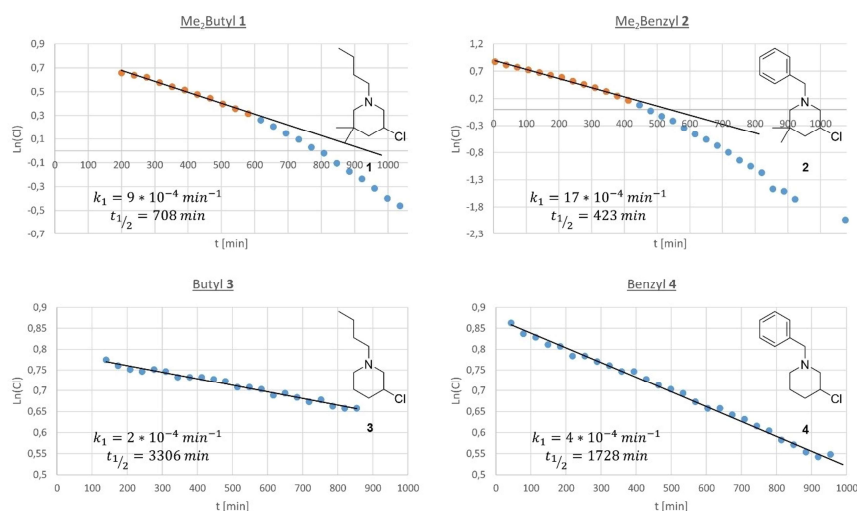 Me₂Butyl 1
Ln(Cl)
0,9
0,7
0,5
0,3
0,1
-0,1
-0,3
-0,5
-0,7
0 100 200 300 400 500 600 700 800 900 1000
t [min]
N
Cl
1
k₁ = 9 * 10⁻⁴ min⁻¹
t₁/₂ = 708 min
Me₂Benzyl 2
Ln(Cl)
1,2
0,7
0,2
-0,3
-0,8
-1,3
-1,8
-2,3
0 100 200 300 400 500 600 700 800 900 1000
t [min]
N
Cl
2
k₁ = 17 * 10⁻⁴ min⁻¹
t₁/₂ = 423 min
Butyl 3
Ln(Cl)
0,9
0,85
0,8
0,75
0,7
0,65
0,6
0,55
0,5
0 100 200 300 400 500 600 700 800 900 1000
t [min]
N
Cl
3
k₁ = 2 * 10⁻⁴ min⁻¹
t₁/₂ = 3306 min
Benzyl 4
Ln(Cl)
0,9
0,85
0,8
0,75
0,7
0,65
0,6
0,55
0,5
0 100 200 300 400 500 600 700 800 900 1000
t [min]
N
Cl
4
k₁ = 4 * 10⁻⁴ min⁻¹
t₁/₂ = 1728 min